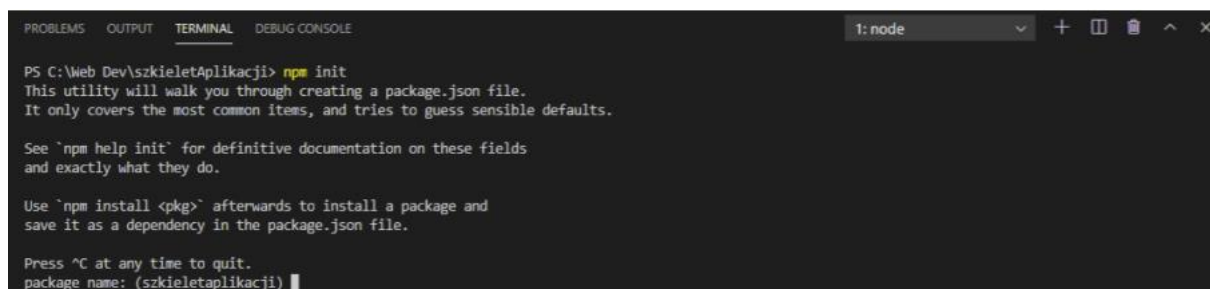 PROBLEMS OUTPUT TERMINAL DEBUG CONSOLE 1: node
PS C:\Web Dev\szkieletAplikacji> npm init
This utility will walk you through creating a package.json file.
It only covers the most common items, and tries to guess sensible defaults.
See `npm help init` for definitive documentation on these fields
and exactly what they do.
Use `npm install <pkg>` afterwards to install a package and
save it as a dependency in the package.json file.
Press ^C at any time to quit.
package name: (szkieletaplikacji)